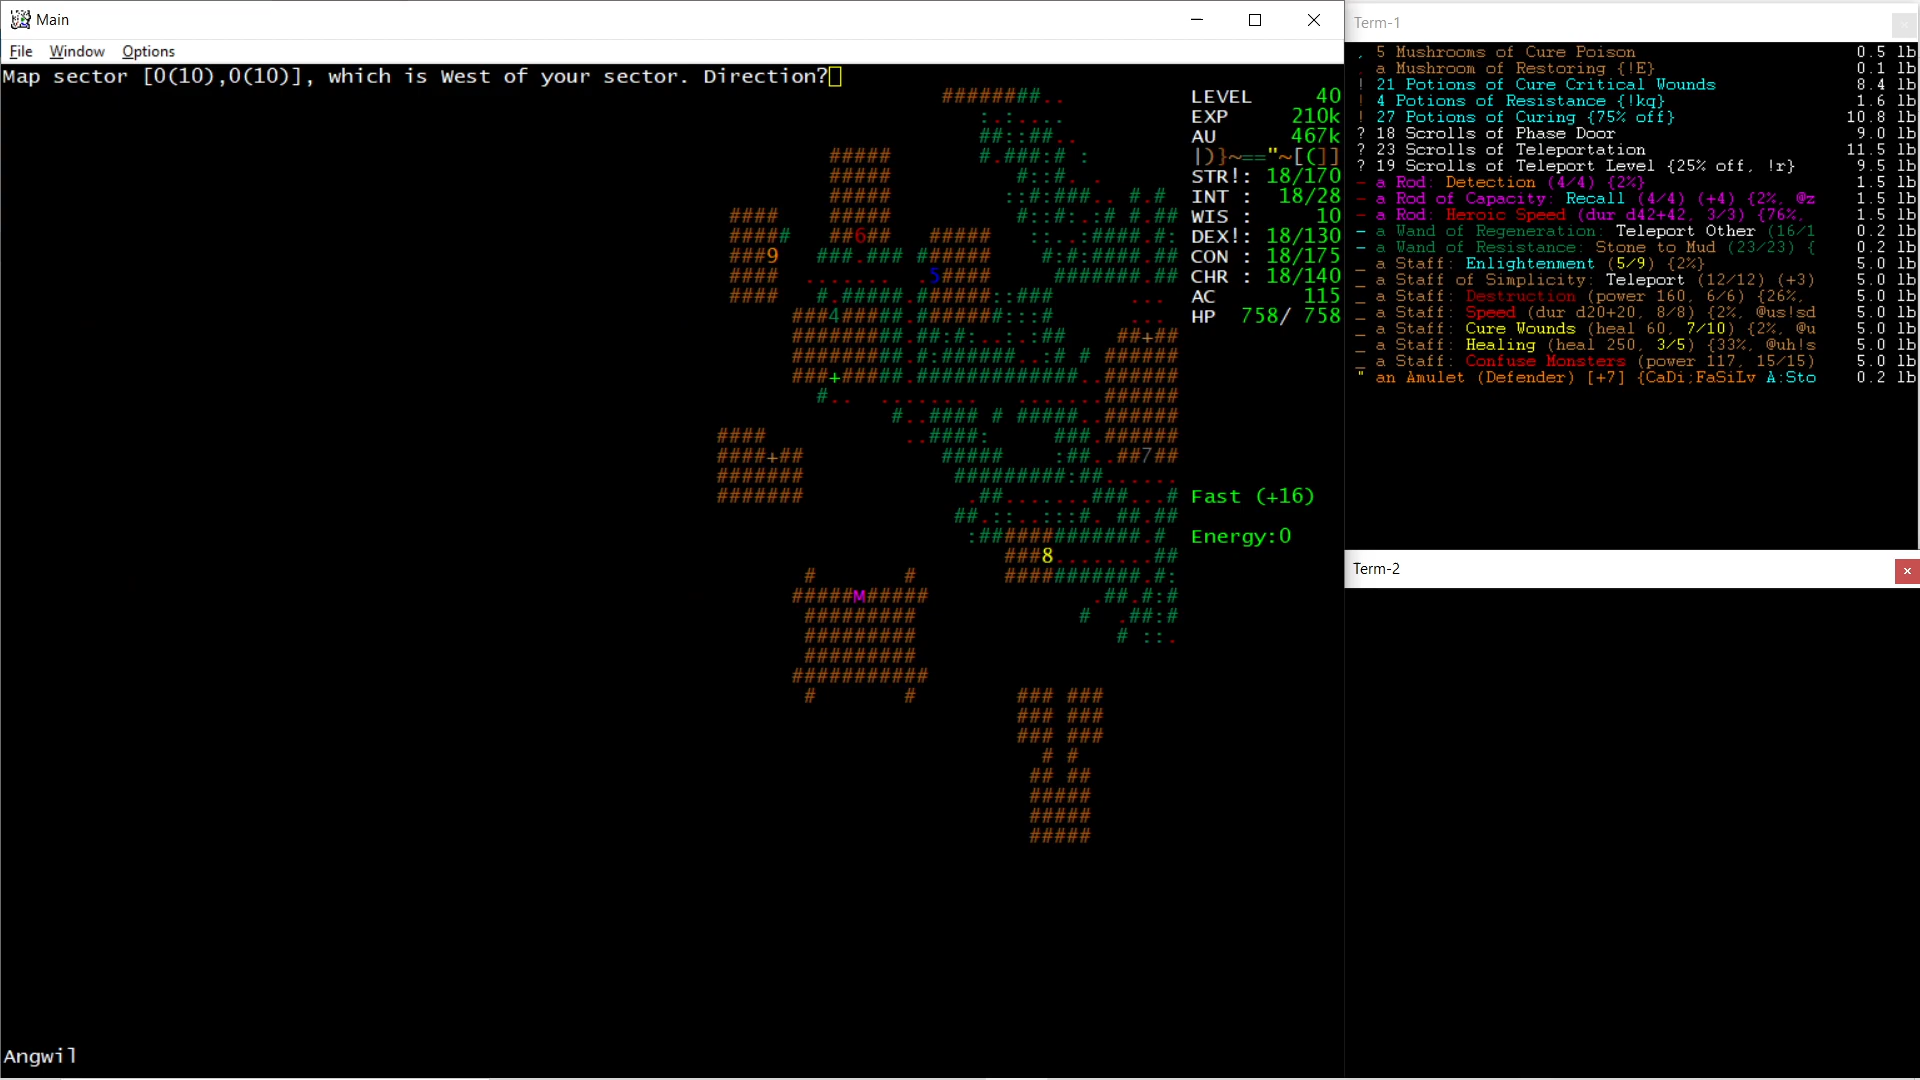 Main
File Window Options
Map sector [0(10),0(10)], which is West of your sector. Direction?
LEVEL 40
EXP 210k
AU 467k
|)}~=="~[(]]
STR!: 18/170
INT : 18/28
WIS : 10
DEX!: 18/130
CON : 18/175
CHR : 18/140
AC 115
HP 758/ 758
Fast (+16)
Energy:0
Angwil
Term-1
, 5 Mushrooms of Cure Poison 0.5 lb
, a Mushroom of Restoring {!E} 0.1 lb
! 21 Potions of Cure Critical Wounds 8.4 lb
! 4 Potions of Resistance {!kq} 1.6 lb
! 27 Potions of Curing {75% off} 10.8 lb
? 18 Scrolls of Phase Door 9.0 lb
? 23 Scrolls of Teleportation 11.5 lb
? 19 Scrolls of Teleport Level {25% off, !r} 9.5 lb
- a Rod: Detection (4/4) {2%} 1.5 lb
- a Rod of Capacity: Recall (4/4) (+4) {2%, @z 1.5 lb
- a Rod: Heroic Speed (dur d42+42, 3/3) {76%, 1.5 lb
- a Wand of Regeneration: Teleport Other (16/1 0.2 lb
- a Wand of Resistance: Stone to Mud (23/23) { 0.2 lb
_ a Staff: Enlightenment (5/9) {2%} 5.0 lb
_ a Staff of Simplicity: Teleport (12/12) (+3) 5.0 lb
_ a Staff: Destruction (power 160, 6/6) {26%, 5.0 lb
_ a Staff: Speed (dur d20+20, 8/8) {2%, @us!sd 5.0 lb
_ a Staff: Cure Wounds (heal 60, 7/10) {2%, @u 5.0 lb
_ a Staff: Healing (heal 250, 3/5) {33%, @uh!s 5.0 lb
_ a Staff: Confuse Monsters (power 117, 15/15) 5.0 lb
" an Amulet (Defender) [+7] {CaDi;FaSiLv A:Sto 0.2 lb
Term-2